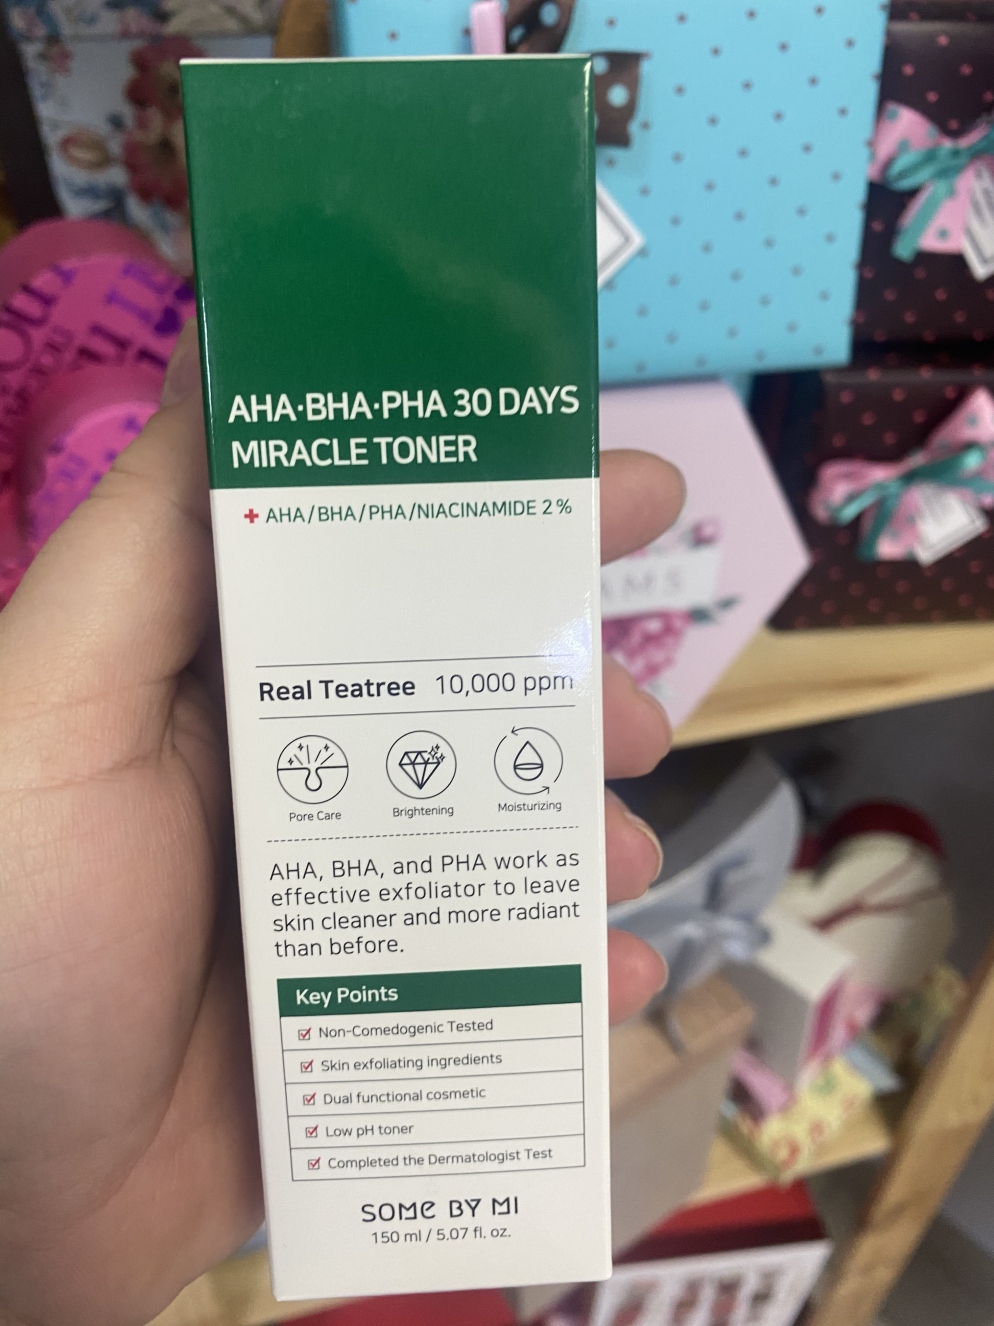 AHA·BHA·PHA 30 DAYS
MIRACLE TONER
+ AHA/BHA/PHA/NIACINAMIDE 2%
Real Teatree 10,000 ppm
Pore Care
Brightening
Moisturizing
AHA, BHA, and PHA work as
effective exfoliator to leave
skin cleaner and more radiant
than before.
Key Points
Non-Comedogenic Tested
Skin exfoliating ingredients
Dual functional cosmetic
Low pH toner
Completed the Dermatologist Test
SOME BY MI
150 ml / 5.07 fl. oz.